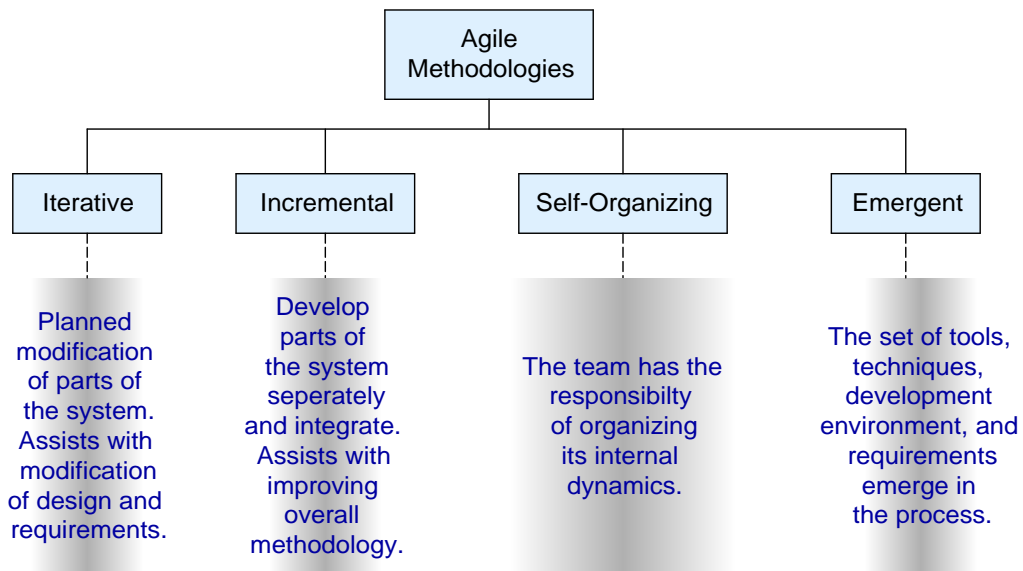 Agile
Methodologies
Iterative
Incremental
Self-Organizing
Emergent
Planned
modification
of parts of
the system.
Assists with
modification
of design and
requirements.
Develop
parts of
the system
seperately
and integrate.
Assists with
improving
overall
methodology.
The team has the
responsibilty
of organizing
its internal
dynamics.
The set of tools,
techniques,
development
environment, and
requirements
emerge in
the process.